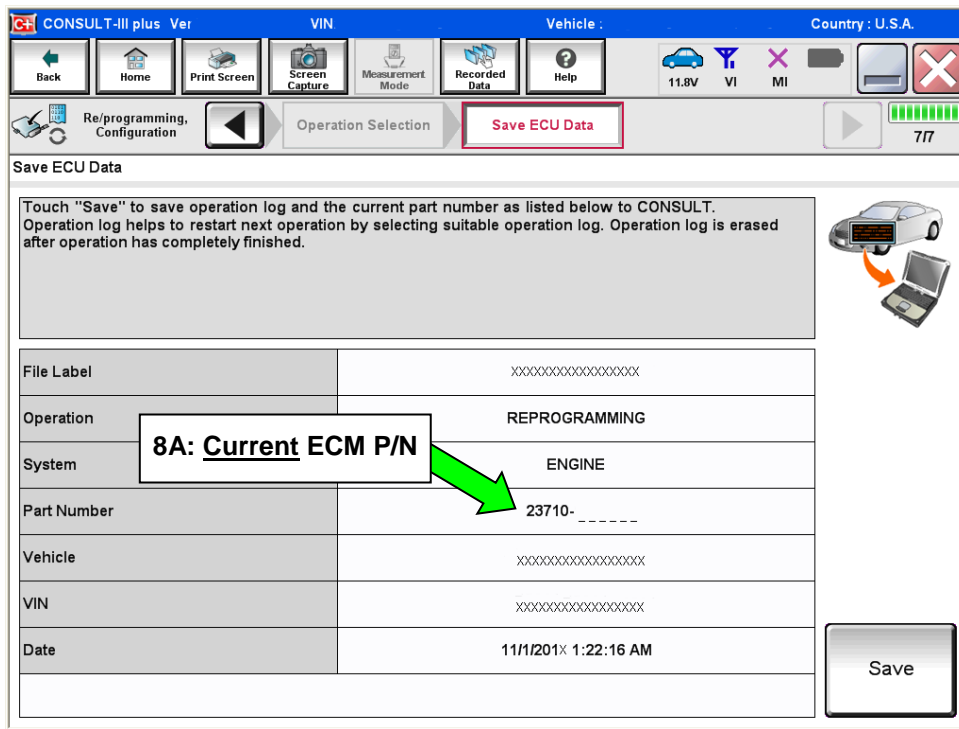 C+ CONSULT-III plus Ver VIN Vehicle : Country : U.S.A.
Back
Home
Print Screen
Screen Capture
Measurement Mode
Recorded Data
Help
11.8V
VI
MI
Re/programming, Configuration
Operation Selection
Save ECU Data
7/7
Save ECU Data
Touch "Save" to save operation log and the current part number as listed below to CONSULT.
Operation log helps to restart next operation by selecting suitable operation log. Operation log is erased
after operation has completely finished.
File Label XXXXXXXXXXXXXXXXX
Operation REPROGRAMMING
8A: Current ECM P/N
System ENGINE
Part Number 23710-_ _ _ _ _ _
Vehicle XXXXXXXXXXXXXXXXX
VIN XXXXXXXXXXXXXXXXX
Date 11/1/201X 1:22:16 AM
Save